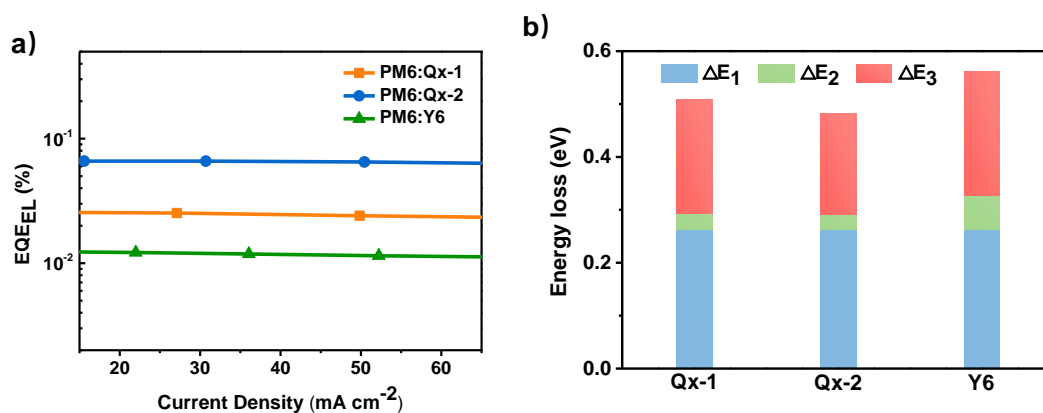 a)
PM6:Qx-1
PM6:Qx-2
PM6:Y6
10⁻¹
10⁻²
EQE_EL (%)
20 30 40 50 60
Current Density (mA cm⁻²)
b)
ΔE₁ ΔE₂ ΔE₃
0.6
0.4
0.2
0.0
Energy loss (eV)
Qx-1 Qx-2 Y6